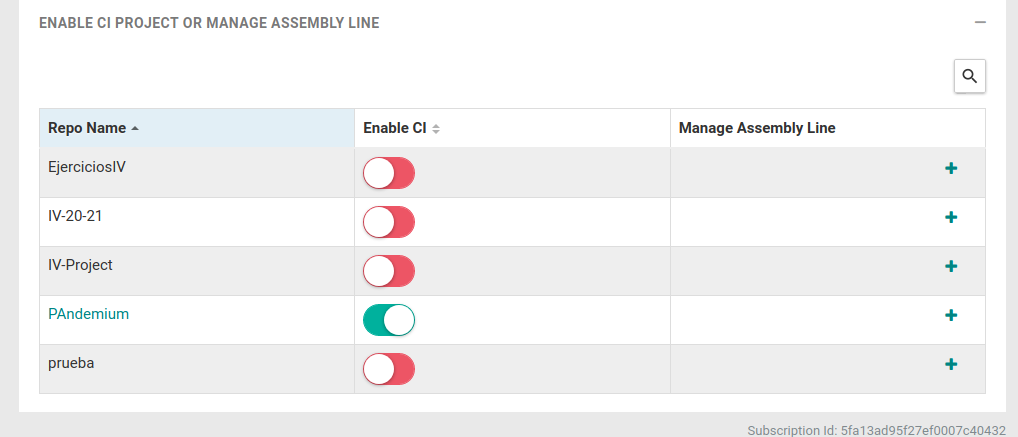 ENABLE CI PROJECT OR MANAGE ASSEMBLY LINE
Repo Name Enable CI Manage Assembly Line
EjerciciosIV
IV-20-21
IV-Project
PAndemium
prueba
Subscription Id: 5fa13ad95f27ef0007c40432